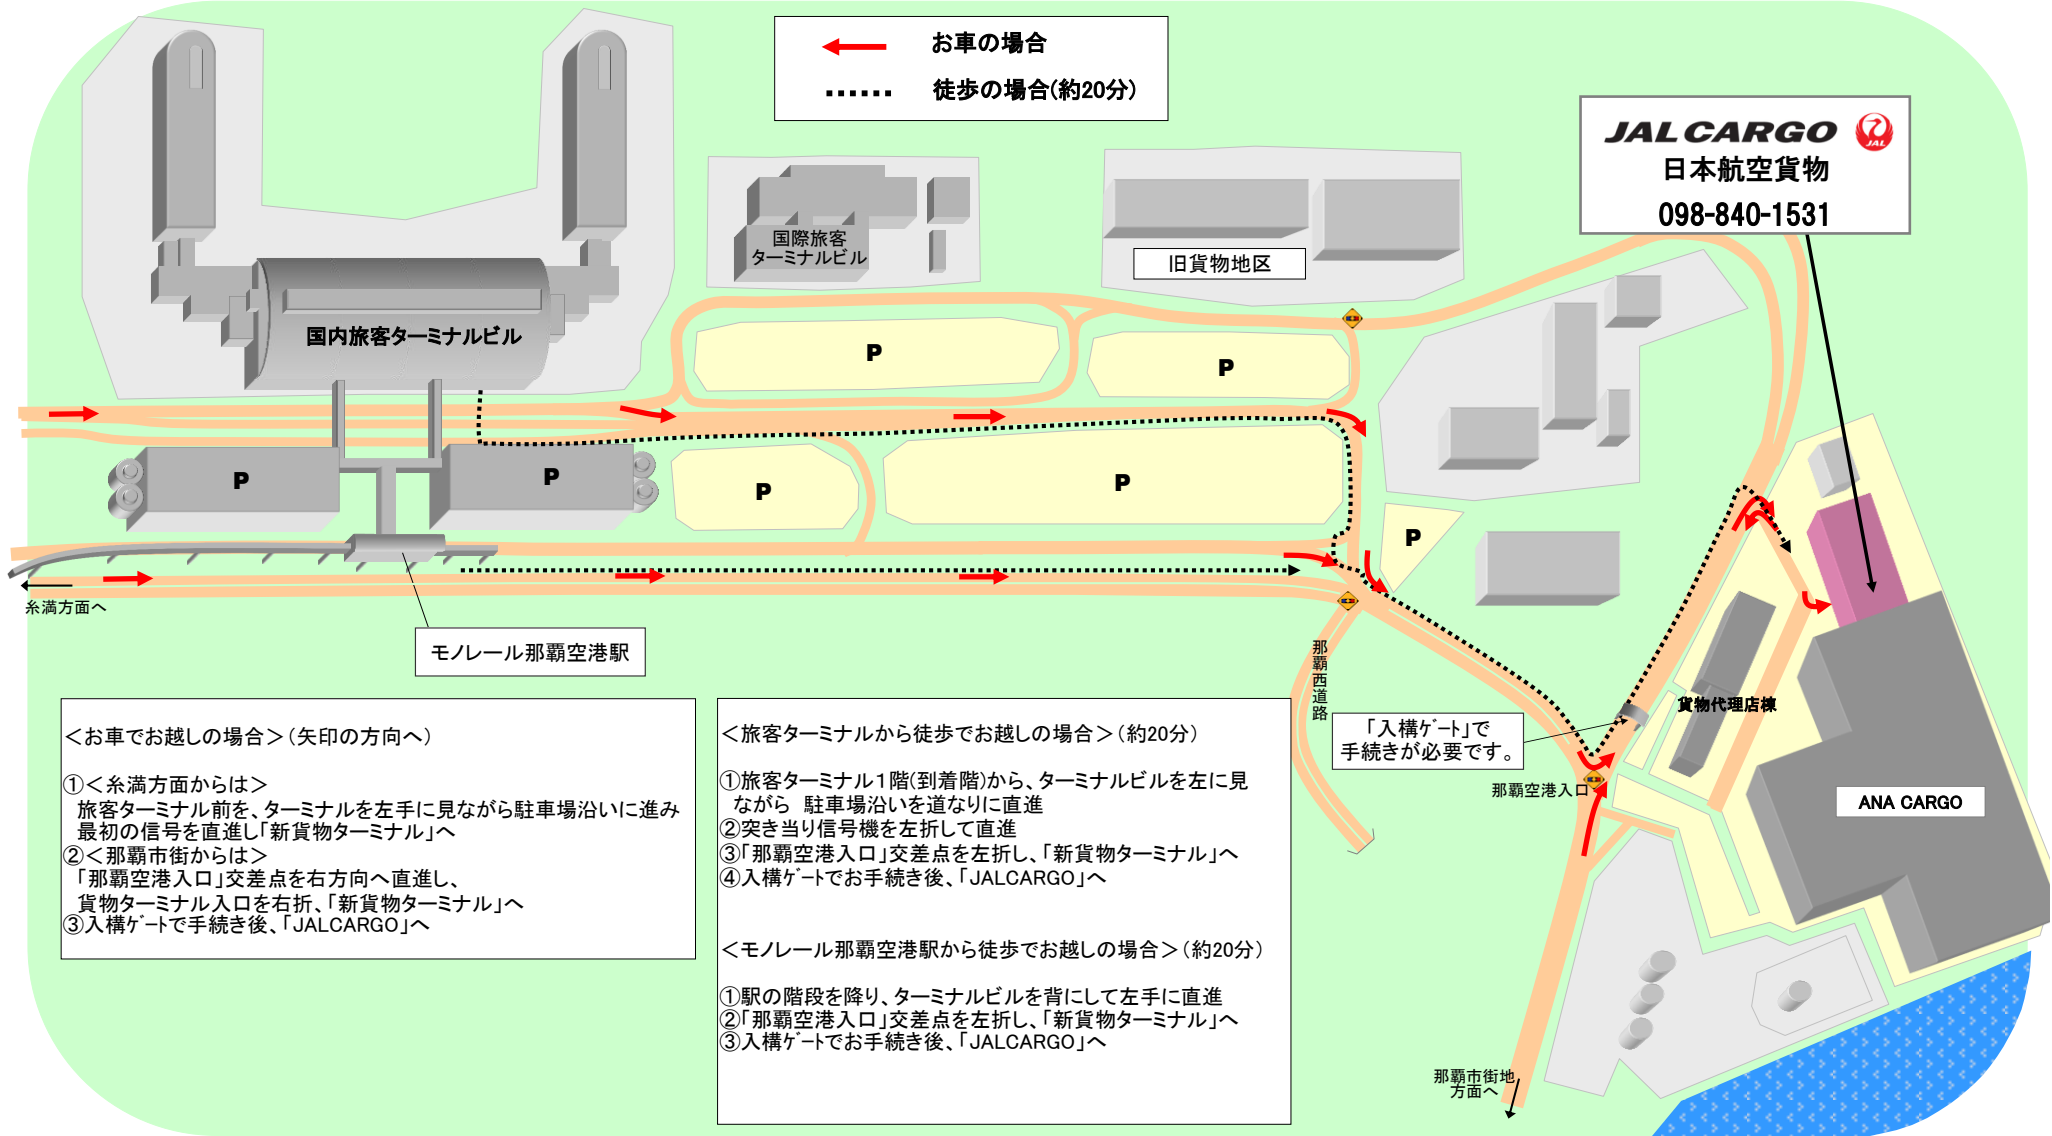 お車の場合
徒歩の場合(約20分)
JAL CARGO
JAL
日本航空貨物
098-840-1531
国際旅客
ターミナルビル
旧貨物地区
国内旅客ターミナルビル
P
P
P
P
P
P
P
糸満方面へ
モノレール那覇空港駅
那覇西道路
「入構ｹﾞｰﾄ」で
手続きが必要です。
貨物代理店棟
那覇空港入口
ANA CARGO
那覇市街地
方面へ
＜お車でお越しの場合＞(矢印の方向へ)
①＜糸満方面からは＞
旅客ターミナル前を、ターミナルを左手に見ながら駐車場沿いに進み
最初の信号を直進し「新貨物ターミナル」へ
②＜那覇市街からは＞
「那覇空港入口」交差点を右方向へ直進し、
貨物ターミナル入口を右折、「新貨物ターミナル」へ
③入構ｹﾞｰﾄで手続き後、「JALCARGO」へ
＜旅客ターミナルから徒歩でお越しの場合＞(約20分)
①旅客ターミナル１階(到着階)から、ターミナルビルを左に見
ながら 駐車場沿いを道なりに直進
②突き当り信号機を左折して直進
③「那覇空港入口」交差点を左折し、「新貨物ターミナル」へ
④入構ｹﾞｰﾄでお手続き後、「JALCARGO」へ
＜モノレール那覇空港駅から徒歩でお越しの場合＞(約20分)
①駅の階段を降り、ターミナルビルを背にして左手に直進
②「那覇空港入口」交差点を左折し、「新貨物ターミナル」へ
③入構ｹﾞｰﾄでお手続き後、「JALCARGO」へ